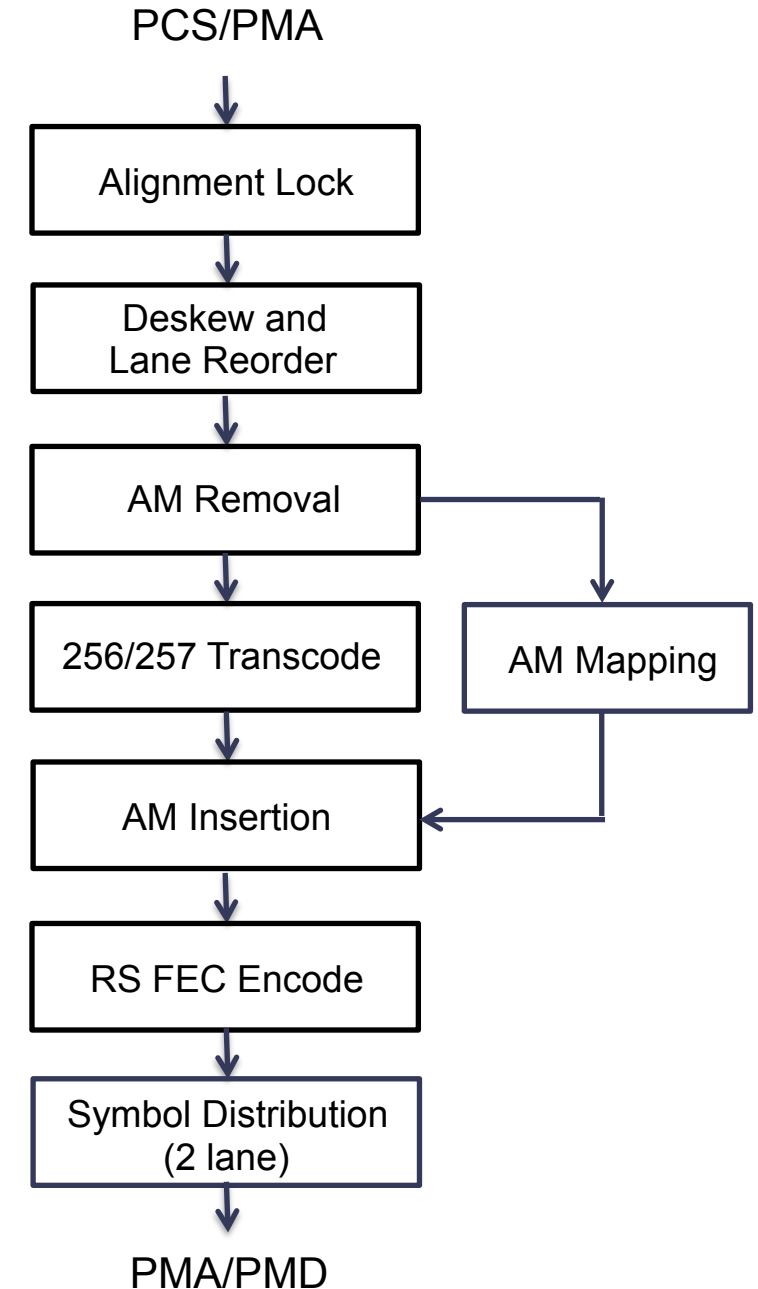 PCS/PMA
Alignment Lock
Deskew and
Lane Reorder
AM Removal
256/257 Transcode
AM Mapping
AM Insertion
RS FEC Encode
Symbol Distribution
(2 lane)
PMA/PMD